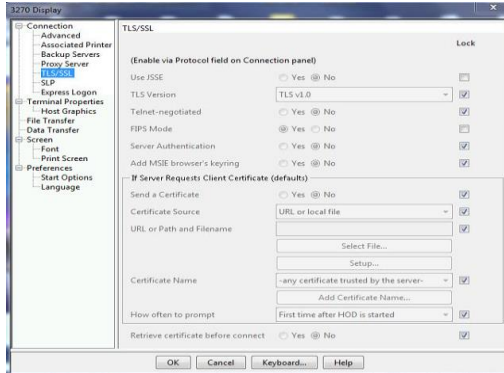 3270 Display
Connection
Advanced
Associated Printer
Backup Servers
Proxy Server
TLS/SSL
SLP
Express Logon
Terminal Properties
Host Graphics
File Transfer
Data Transfer
Screen
Font
Print Screen
Preferences
Start Options
Language
TLS/SSL
Lock
(Enable via Protocol field on Connection panel)
Use JSSE Yes No
TLS Version TLS v1.0
Telnet-negotiated Yes No
FIPS Mode Yes No
Server Authentication Yes No
Add MSIE browser's keyring Yes No
If Server Requests Client Certificate (defaults)
Send a Certificate Yes No
Certificate Source URL or local file
URL or Path and Filename
Select File...
Setup...
Certificate Name -any certificate trusted by the server-
Add Certificate Name...
How often to prompt First time after HOD is started
Retrieve certificate before connect Yes No
OK Cancel Keyboard... Help